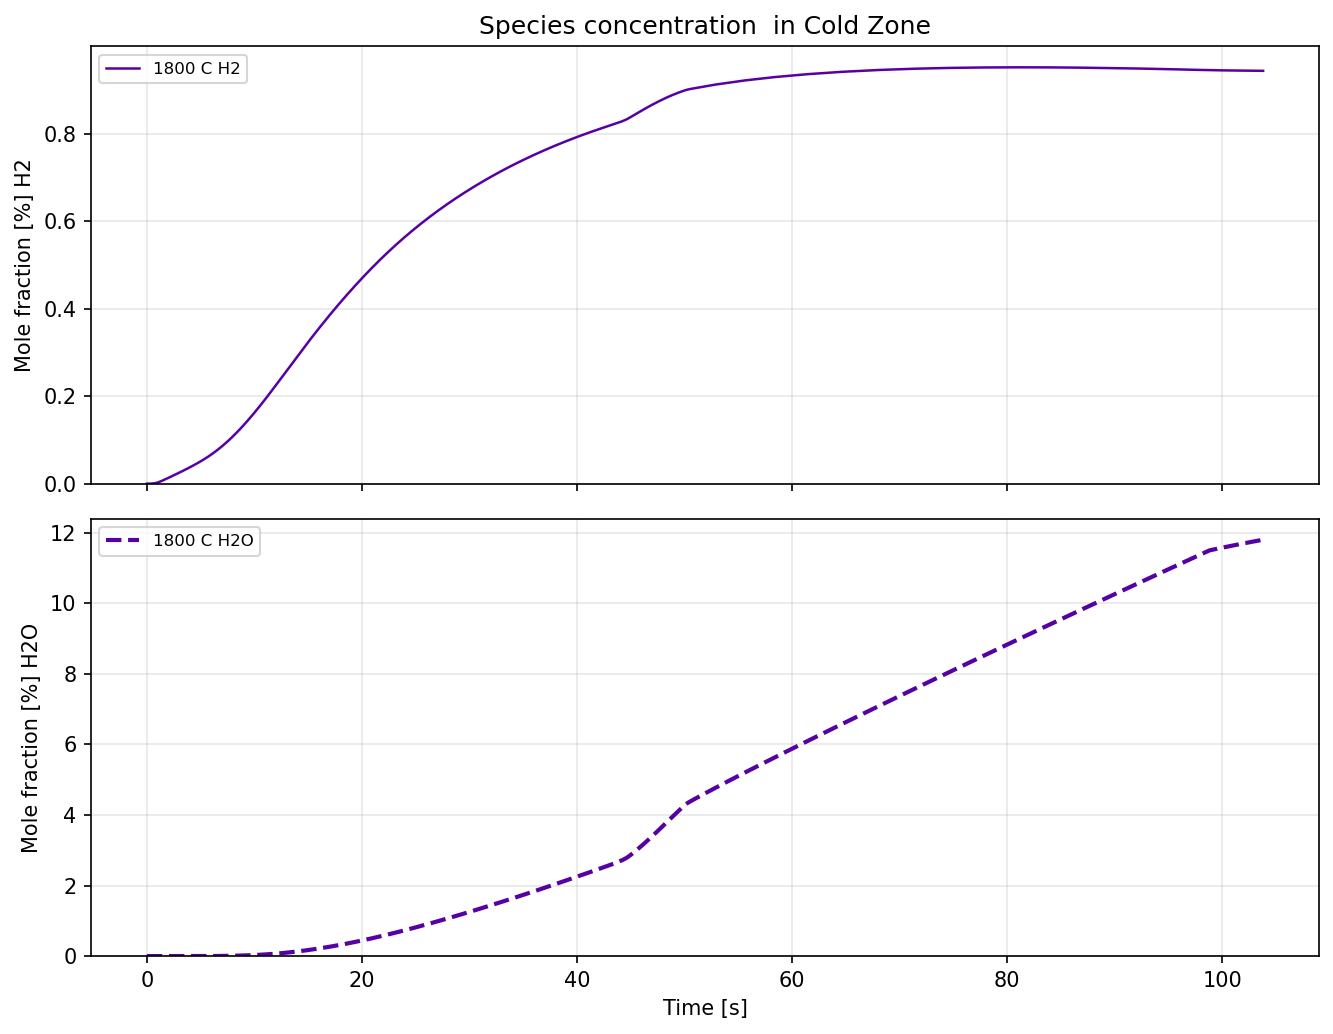 Species concentration  in Cold Zone
1800 C H2
Mole fraction [%] H2
0.8
0.6
0.4
0.2
0.0
1800 C H2O
Mole fraction [%] H2O
12
10
8
6
4
2
0
0 20 40 60 80 100
Time [s]